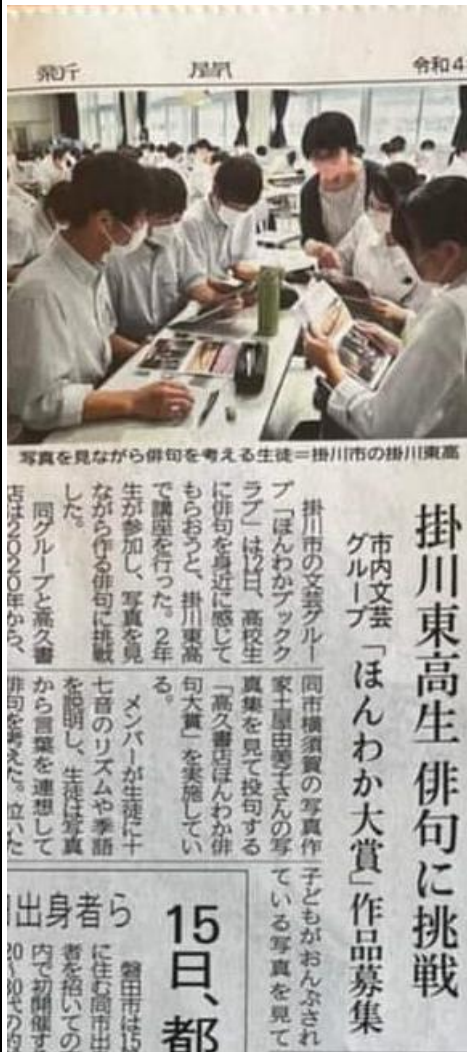 新　聞　令和4
写真を見ながら俳句を考える生徒＝掛川市の掛川東高
掛川東高生 俳句に挑戦
市内文芸
グループ
「ほんわか大賞」作品募集
掛川市の文芸グルー
プ「ほんわかブックク
ラブ」は12日、高校生
に俳句を身近に感じて
もらおうと、掛川東高
で講座を行った。2年
生が参加し、写真を見
ながら作る俳句に挑戦
した。
同グループと高久書
店は2020年から、
同市横須賀の写真作
家土屋由美子さんの写
真集を見て投句する
「高久書店ほんわか俳
句大賞」を実施してい
る。
メンバーが生徒に十
七音のリズムや季語
を説明し、生徒は写真
から言葉を連想して
俳句を考えた。泣いた
子どもがおんぶされ
ている写真を見て
15日、都
出身者ら
磐田市は15
に住む同市出
者を招いての
内で初開催する